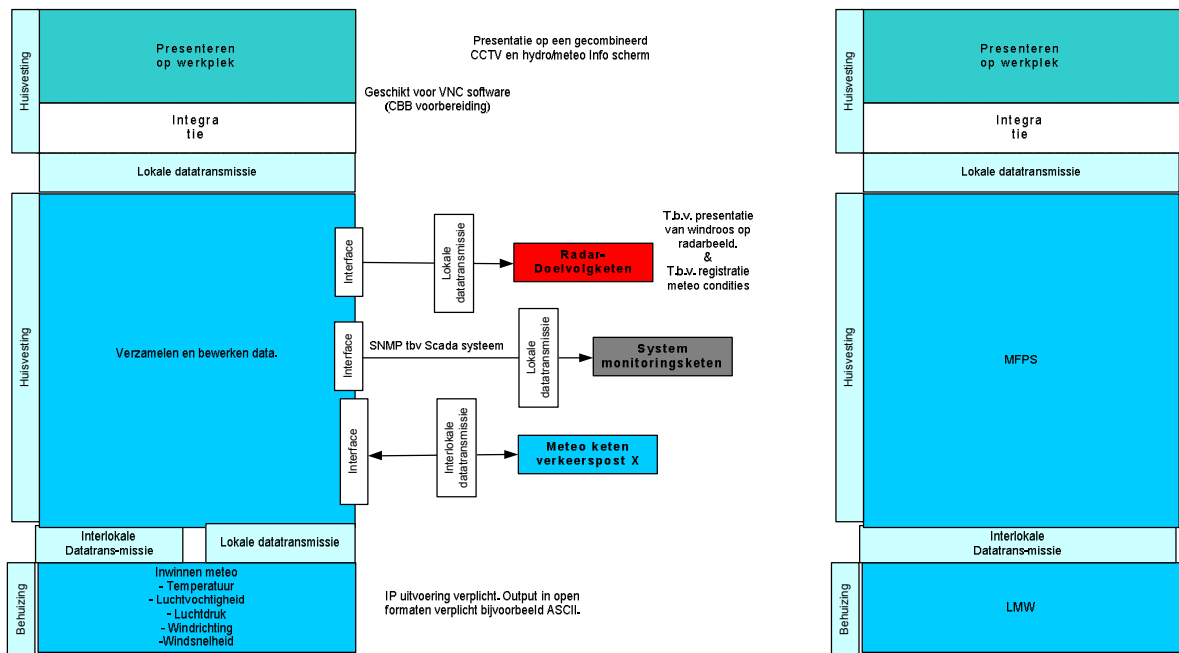 Huisvesting
Presenteren
op werkplek
Integra
tie
Lokale datatransmissie
Presentatie op een gecombineerd
CCTV en hydro/meteo Info scherm
Geschikt voor VNC software
(CBB voorbereiding)
Huisvesting
Verzamelen en bewerken data.
Interface
Lokale
datatransmissie
Radar-
Doelvolgketen
T.b.v. presentatie
van windroos op
radarbeeld.
&
T.b.v. registratie
meteo condities
Interface
SNMP tbv Scada systeem
Lokale
datatransmissie
System
monitoringsketen
Interface
Interlokale
datatransmissie
Meteo keten
verkeerspost X
Interlokale
Datatrans-missie
Lokale datatransmissie
Behuizing
Inwinnen meteo
- Temperatuur
- Luchtvochtigheid
- Luchtdruk
- Windrichting
-Windsnelheid
IP uitvoering verplicht. Output in open
formaten verplicht bijvoorbeeld ASCII.
Huisvesting
Presenteren
op werkplek
Integra
tie
Lokale datatransmissie
Huisvesting
MFPS
Interlokale
Datatrans-missie
Behuizing
LMW